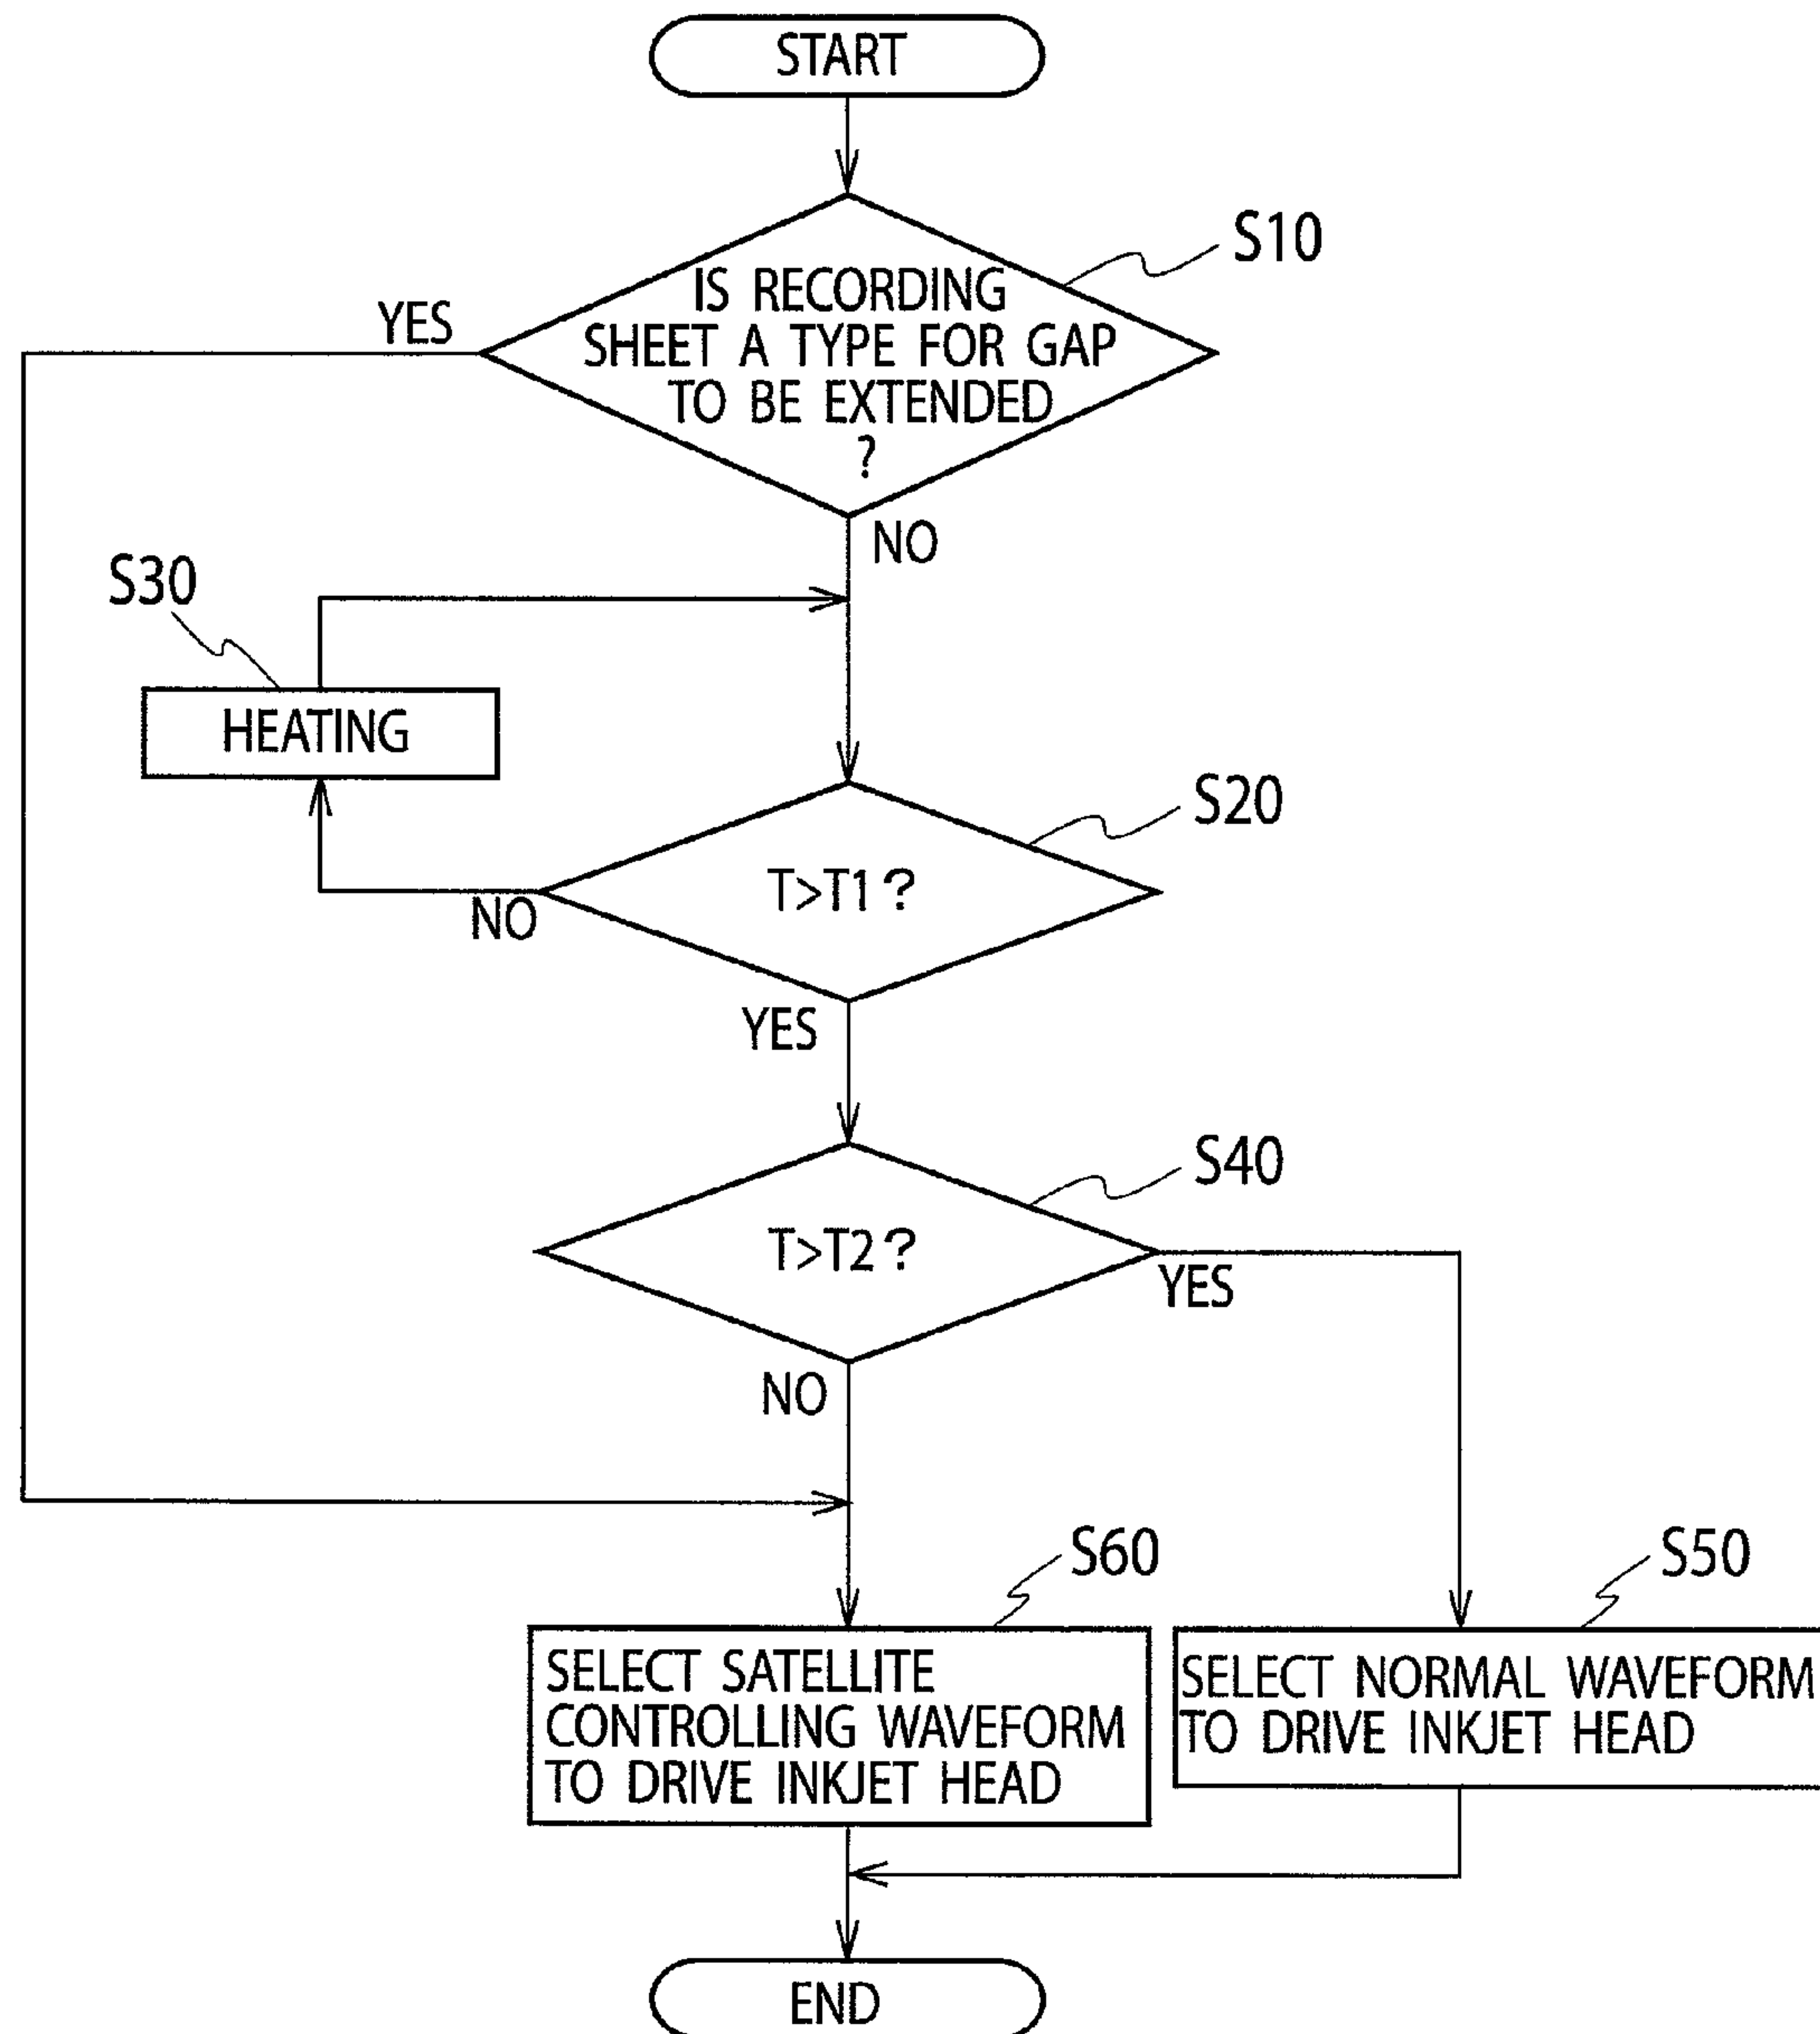 START
S10
IS RECORDING
SHEET A TYPE FOR GAP
TO BE EXTENDED
?
YES
NO
S30
HEATING
S20
T>T1?
NO
YES
S40
T>T2?
YES
NO
S60
SELECT SATELLITE
CONTROLLING WAVEFORM
TO DRIVE INKJET HEAD
S50
SELECT NORMAL WAVEFORM
TO DRIVE INKJET HEAD
END